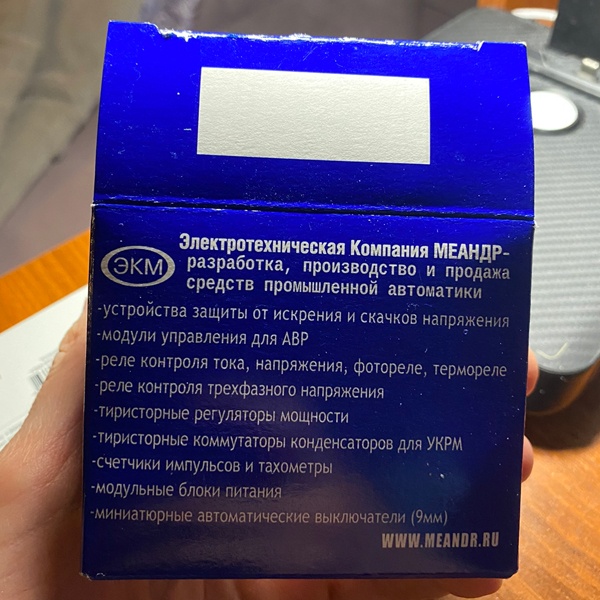 ЭКМ
Электротехническая Компания МЕАНДР-
разработка, производство и продажа
средств промышленной автоматики
-устройства защиты от искрения и скачков напряжения
-модули управления для АВР
-реле контроля тока, напряжения, фотореле, термореле
-реле контроля трехфазного напряжения
-тиристорные регуляторы мощности
-тиристорные коммутаторы конденсаторов для УКРМ
-счетчики импульсов и тахометры
-модульные блоки питания
-миниатюрные автоматические выключатели (9мм)
WWW.MEANDR.RU